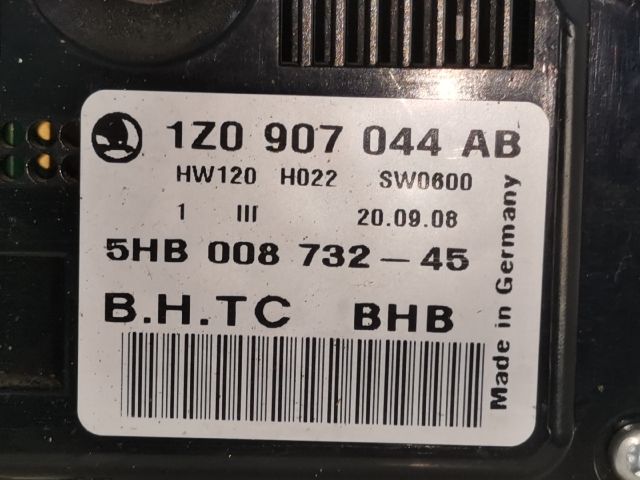 1Z0 907 044 AB
HW120 H022 SW0600
1 III 20.09.08
5HB 008 732-45
B.H.TC BHB
Made in Germany